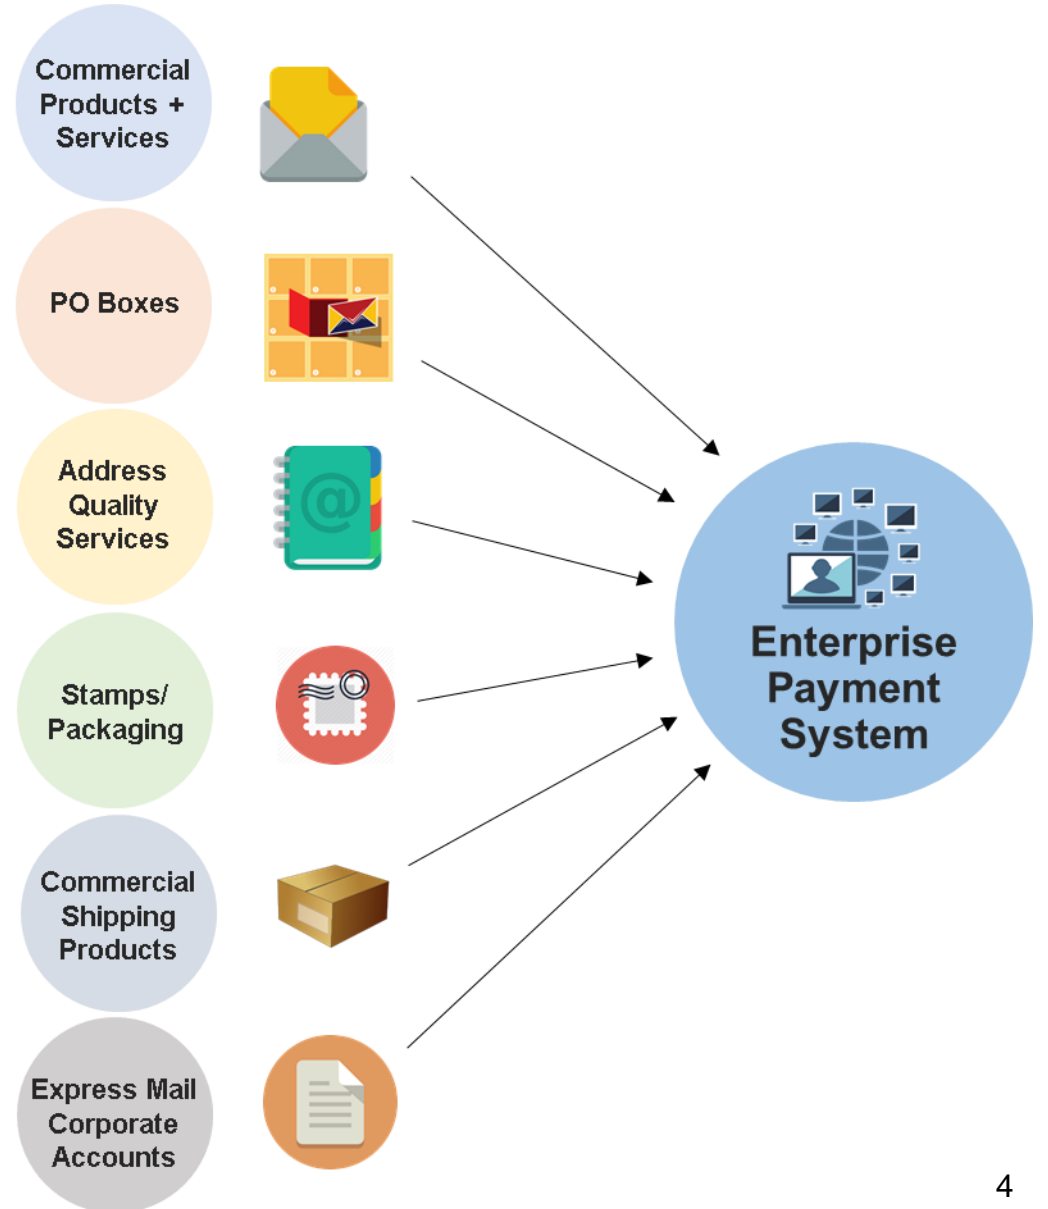 Commercial
Products +
Services
PO Boxes
Address
Quality
Services
Stamps/
Packaging
Commercial
Shipping
Products
Express Mail
Corporate
Accounts
@
Enterprise
Payment
System
4